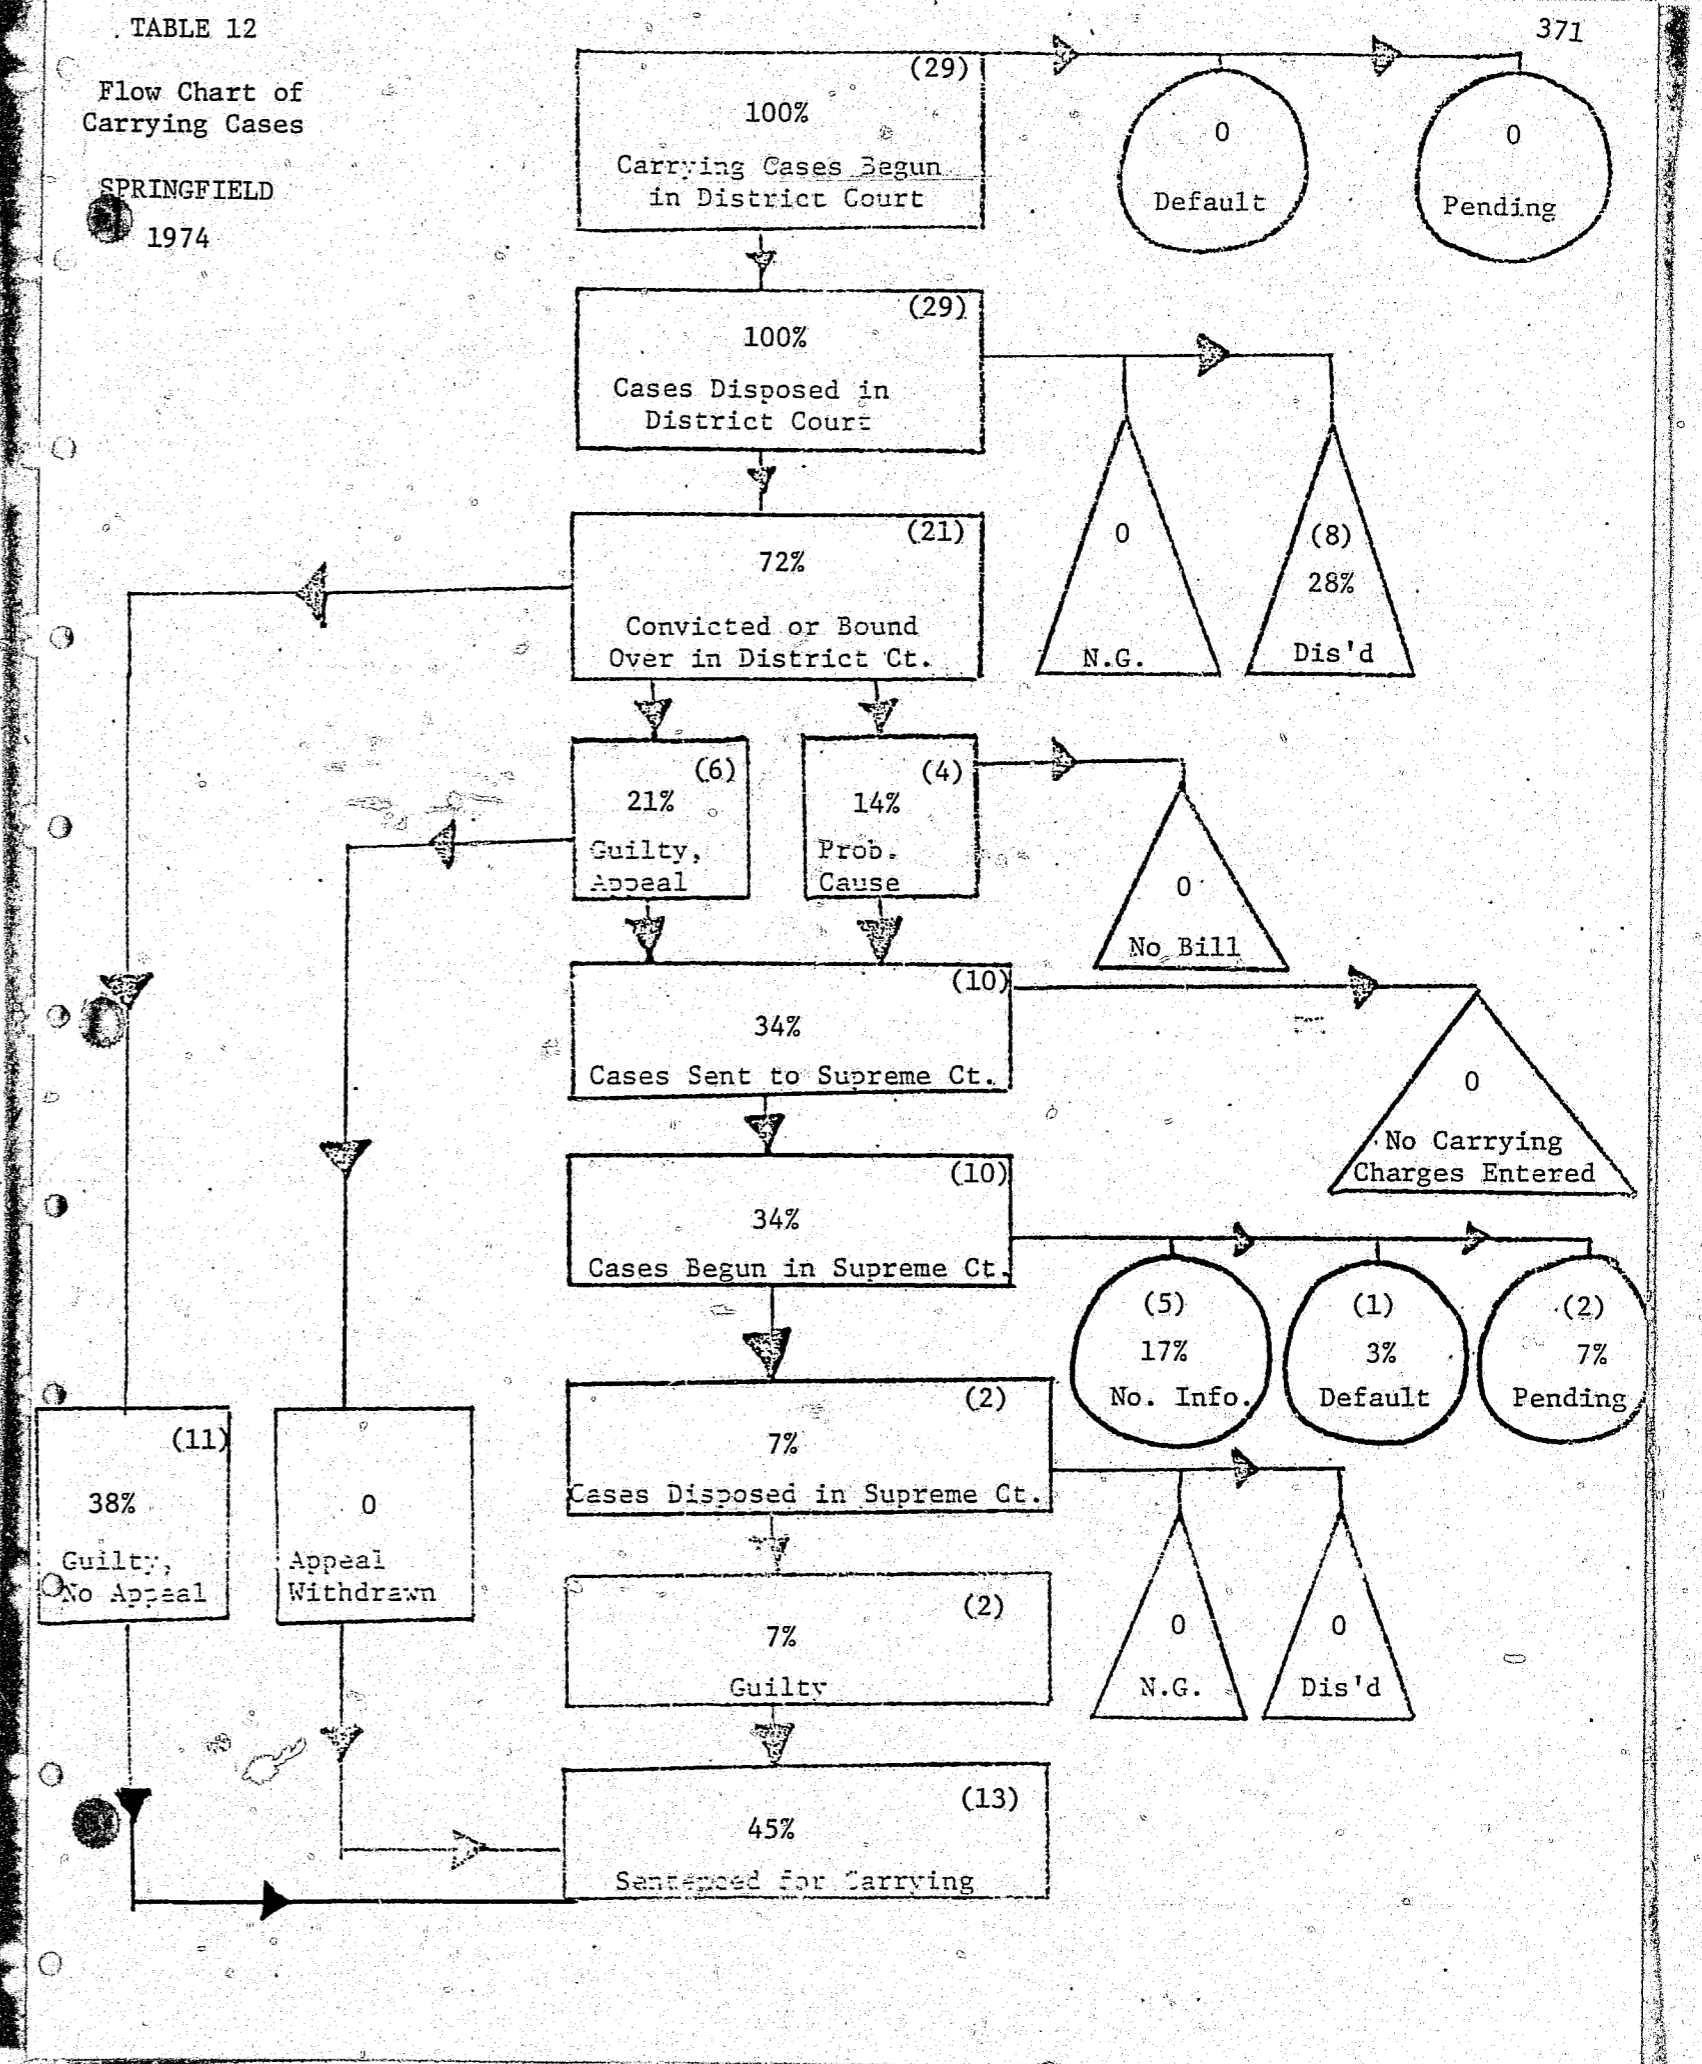 TABLE 12
371
Flow Chart of
Carrying Cases
SPRINGFIELD
1974
(29)
100%
Carrying Cases Begun
in District Court
0
Default
0
Pending
(29)
100%
Cases Disposed in
District Court
0
N.G.
(8)
28%
Dis'd
(21)
72%
Convicted or Bound
Over in District Ct.
(6)
21%
Guilty,
Appeal
(4)
14%
Prob.
Cause
0
No Bill
(10)
34%
Cases Sent to Supreme Ct.
0
No Carrying
Charges Entered
(10)
34%
Cases Begun in Supreme Ct.
(5)
17%
No. Info.
(1)
3%
Default
(2)
7%
Pending
(2)
7%
Cases Disposed in Supreme Ct.
(11)
38%
Guilty,
No Appeal
0
Appeal
Withdrawn
(2)
7%
Guilty
0
N.G.
0
Dis'd
(13)
45%
Sentenced for Carrying